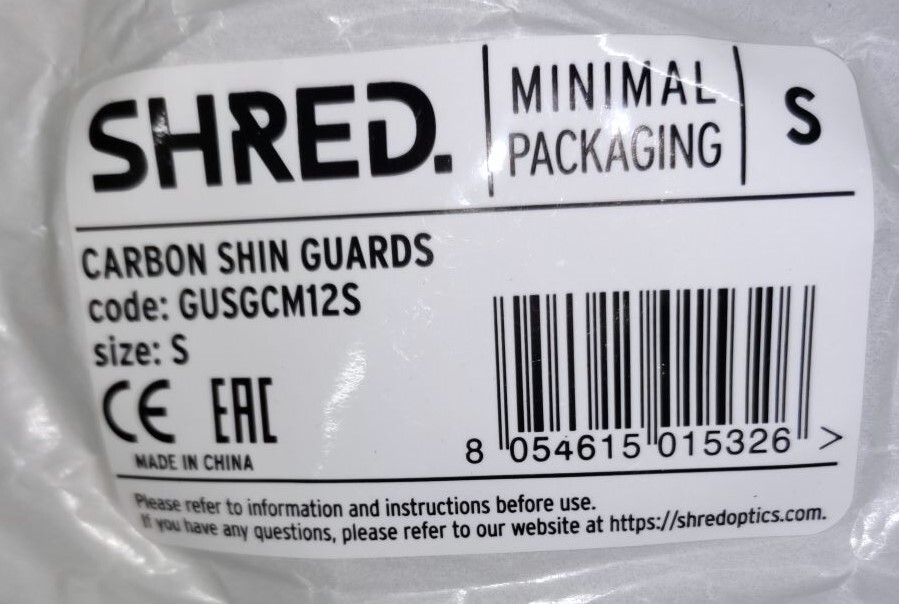 SHRED.
MINIMAL
PACKAGING
S
CARBON SHIN GUARDS
code: GUSGCM12S
size: S
CE EAC
MADE IN CHINA
8 054615 015326 >
Please refer to information and instructions before use.
If you have any questions, please refer to our website at https://shredoptics.com.